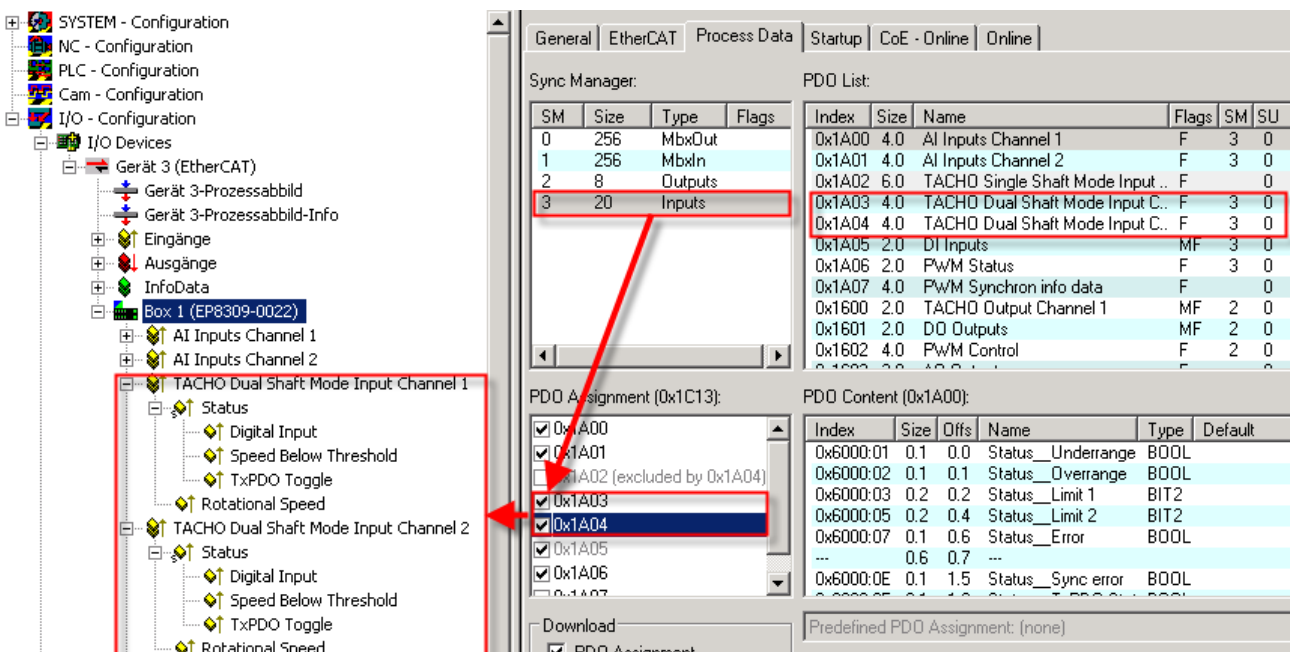 SYSTEM - Configuration
NC - Configuration
PLC - Configuration
Cam - Configuration
I/O - Configuration
I/O Devices
Gerät 3 (EtherCAT)
Gerät 3-Prozessabbild
Gerät 3-Prozessabbild-Info
Eingänge
Ausgänge
InfoData
Box 1 (EP8309-0022)
AI Inputs Channel 1
AI Inputs Channel 2
TACHO Dual Shaft Mode Input Channel 1
Status
Digital Input
Speed Below Threshold
TxPDO Toggle
Rotational Speed
TACHO Dual Shaft Mode Input Channel 2
Status
Digital Input
Speed Below Threshold
TxPDO Toggle
Rotational Speed
General EtherCAT Process Data Startup CoE - Online Online
Sync Manager:
SM Size Type Flags
0 256 MbxOut
1 256 MbxIn
2 8 Outputs
3 20 Inputs
PDO List:
Index Size Name Flags SM SU
0x1A00 4.0 AI Inputs Channel 1 F 3 0
0x1A01 4.0 AI Inputs Channel 2 F 3 0
0x1A02 6.0 TACHO Single Shaft Mode Input .. F 0
0x1A03 4.0 TACHO Dual Shaft Mode Input C.. F 3 0
0x1A04 4.0 TACHO Dual Shaft Mode Input C.. F 3 0
0x1A05 2.0 DI Inputs MF 3 0
0x1A06 2.0 PWM Status F 3 0
0x1A07 4.0 PWM Synchron info data F 0
0x1600 2.0 TACHO Output Channel 1 MF 2 0
0x1601 2.0 DO Outputs MF 2 0
0x1602 4.0 PWM Control F 2 0
PDO Assignment (0x1C13):
0x1A00
0x1A01
0x1A02 (excluded by 0x1A04)
0x1A03
0x1A04
0x1A05
0x1A06
0x1A07
PDO Content (0x1A00):
Index Size Offs Name Type Default
0x6000:01 0.1 0.0 Status__Underrange BOOL
0x6000:02 0.1 0.1 Status__Overrange BOOL
0x6000:03 0.2 0.2 Status__Limit 1 BIT2
0x6000:05 0.2 0.4 Status__Limit 2 BIT2
0x6000:07 0.1 0.6 Status__Error BOOL
--- 0.6 0.7 ---
0x6000:0E 0.1 1.5 Status__Sync error BOOL
Download
PDO Assignment
Predefined PDO Assignment: (none)